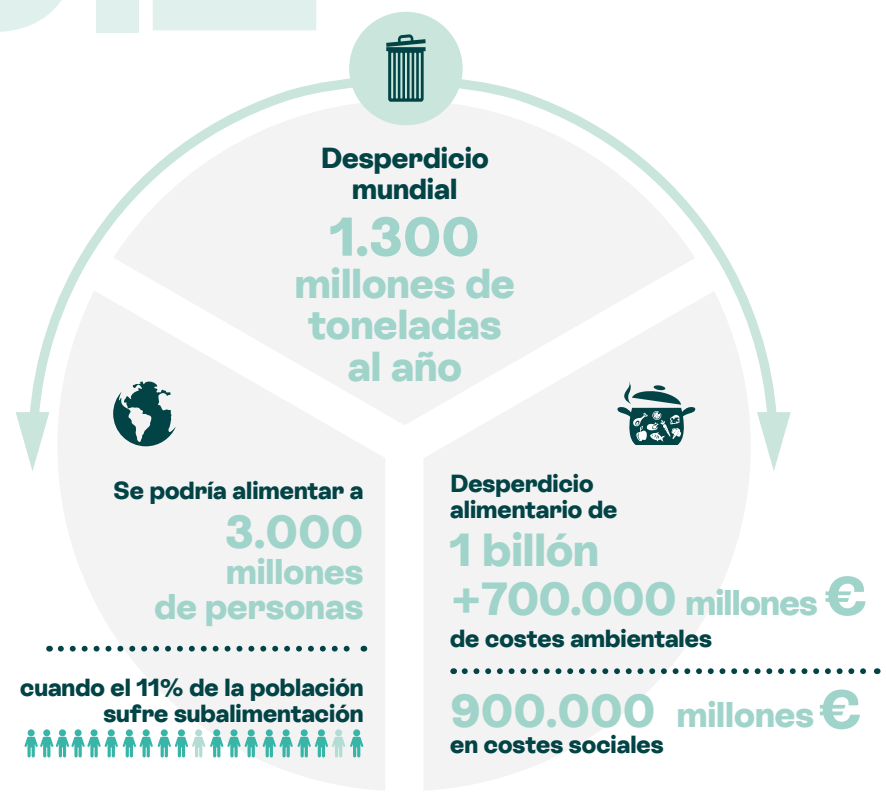 Desperdicio
mundial
1.300
millones de
toneladas
al año
Se podría alimentar a
3.000
millones
de personas
cuando el 11% de la población
sufre subalimentación
Desperdicio
alimentario de
1 billón
+700.000 millones €
de costes ambientales
900.000 millones €
en costes sociales